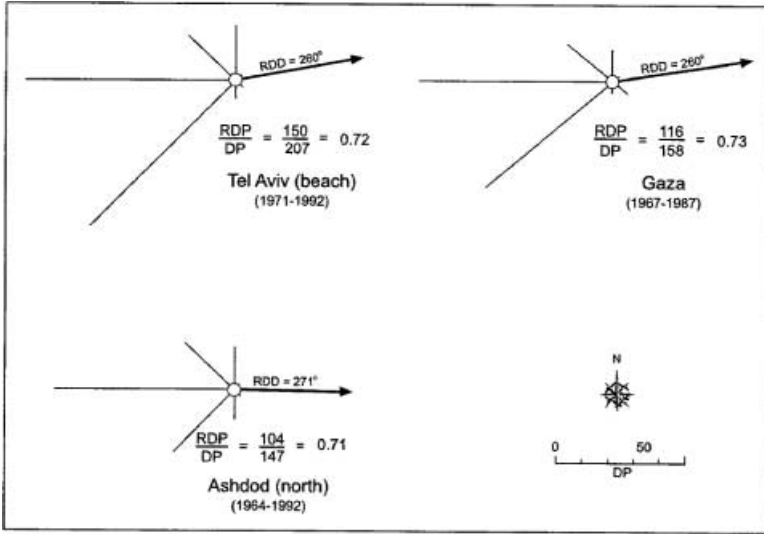 RDD = 260°
RDP/DP = 150/207 = 0.72
Tel Aviv (beach)
(1971-1992)
RDD = 260°
RDP/DP = 116/158 = 0.73
Gaza
(1967-1987)
RDD = 271°
RDP/DP = 104/147 = 0.71
Ashdod (north)
(1964-1992)
N
0 50
DP